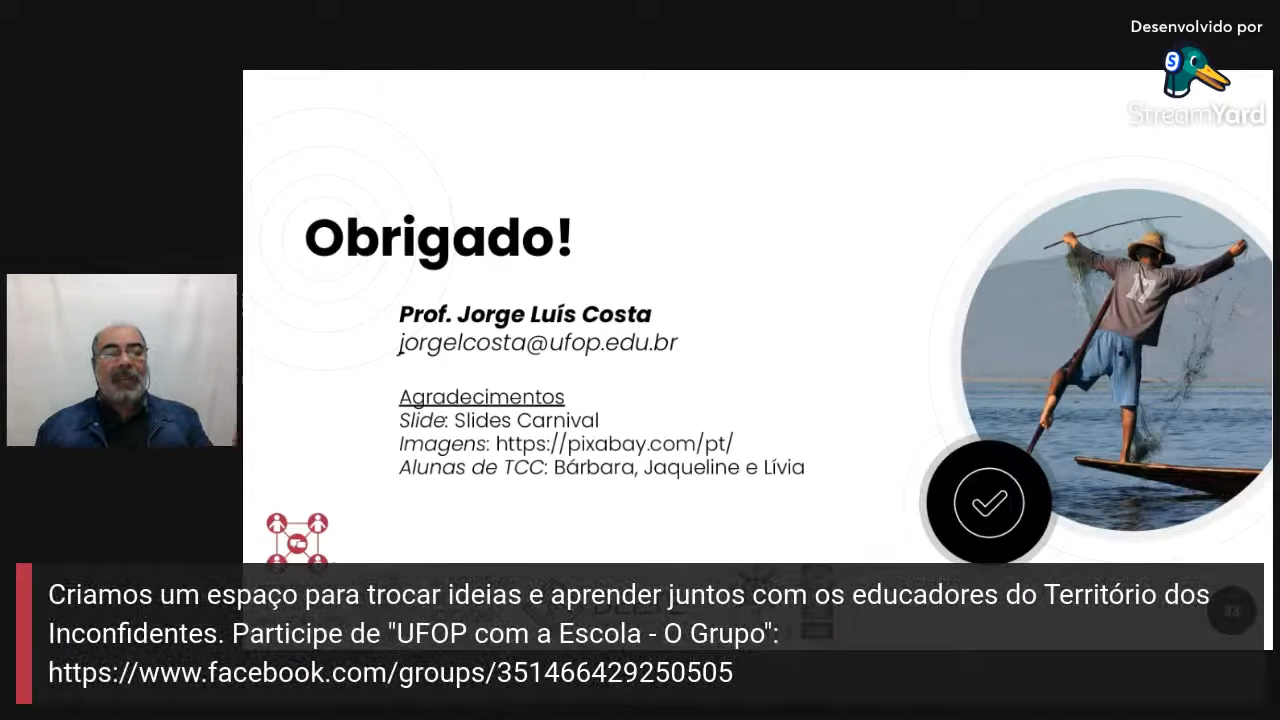 Desenvolvido por
StreamYard
Obrigado!
Prof. Jorge Luís Costa
jorgelcosta@ufop.edu.br
Agradecimentos
Slide: Slides Carnival
Imagens: https://pixabay.com/pt/
Alunas de TCC: Bárbara, Jaqueline e Lívia
Criamos um espaço para trocar ideias e aprender juntos com os educadores do Território dos
Inconfidentes. Participe de "UFOP com a Escola - O Grupo":
https://www.facebook.com/groups/351466429250505